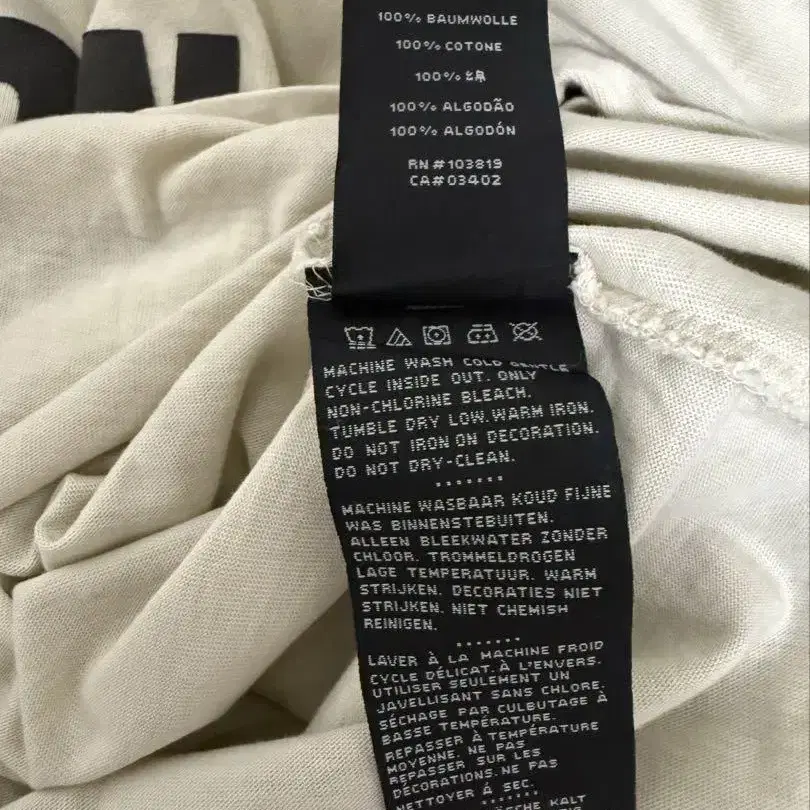 100% BAUMWOLLE
100% COTONE
100% 綿
100% ALGODÃO
100% ALGODÓN
RN#103819
CA#03402
MACHINE WASH COLD GENTLE
CYCLE INSIDE OUT. ONLY
NON-CHLORINE BLEACH.
TUMBLE DRY LOW. WARM IRON.
DO NOT IRON ON DECORATION.
DO NOT DRY-CLEAN.
MACHINE WASBAAR KOUD FIJNE
WAS BINNENSTEBUITEN.
ALLEEN BLEEKWATER ZONDER
CHLOOR. TROMMELDROGEN
LAGE TEMPERATUUR. WARM
STRIJKEN. DECORATIES NIET
STRIJKEN. NIET CHEMISH
REINIGEN.
LAVER À LA MACHINE FROID
CYCLE DÉLICAT. À L'ENVERS.
UTILISER SEULEMENT UN
JAVELLISANT SANS CHLORE.
SÉCHAGE PAR CULBUTAGE À
BASSE TEMPÉRATURE.
REPASSER À TEMPÉRATURE
MOYENNE. NE PAS
REPASSER SUR LES
DÉCORATIONS. NE PAS
NETTOYER À SEC.
KALT